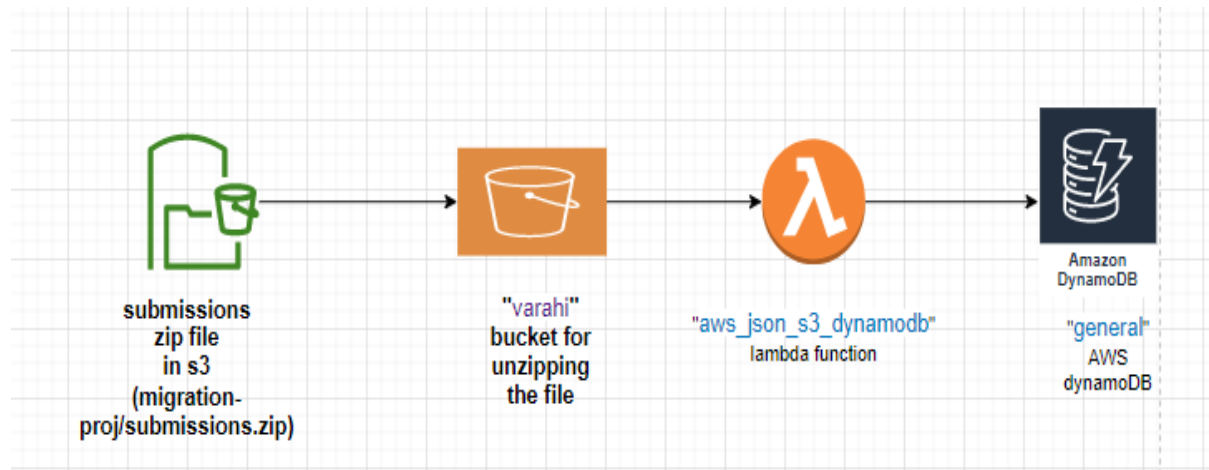 submissions
zip file
in s3
(migration-
proj/submissions.zip)
"varahi"
bucket for
unzipping
the file
"aws_json_s3_dynamodb"
lambda function
Amazon
DynamoDB
"general"
AWS
dynamoDB